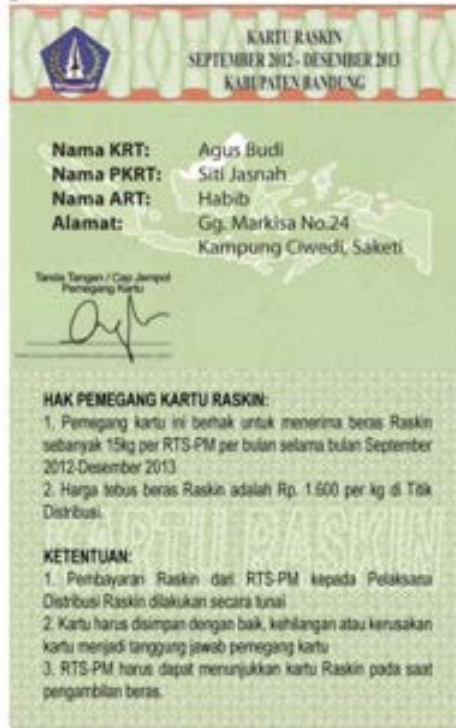 KARTU RASKIN
SEPTEMBER 2012 - DESEMBER 2013
KABUPATEN BANDUNG
Nama KRT: Agus Budi
Nama PKRT: Siti Jasnah
Nama ART: Habib
Alamat: Gg. Markisa No.24
Kampung Ciwedi, Saketi
Tanda Tangan / Cap Jempol
Pemegang Kartu
HAK PEMEGANG KARTU RASKIN:
1. Pemegang kartu ini berhak untuk menerima beras Raskin
sebanyak 15kg per RTS-PM per bulan selama bulan September
2012-Desember 2013
2. Harga tebus beras Raskin adalah Rp. 1.600 per kg di Titik
Distribusi.
KARTU RASKIN
KETENTUAN:
1. Pembayaran Raskin dari RTS-PM kepada Pelaksana
Distribusi Raskin dilakukan secara tunai
2. Kartu harus disimpan dengan baik, kehilangan atau kerusakan
kartu menjadi tanggung jawab pemegang kartu
3. RTS-PM harus dapat menunjukkan kartu Raskin pada saat
pengambilan beras.